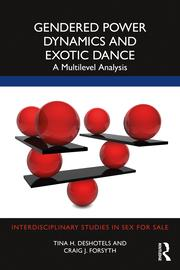 GENDERED POWER
DYNAMICS AND
EXOTIC DANCE
A Multilevel Analysis
INTERDISCIPLINARY STUDIES IN SEX FOR SALE
TINA H. DESHOTELS AND
CRAIG J. FORSYTH
R
ROUTLEDGE